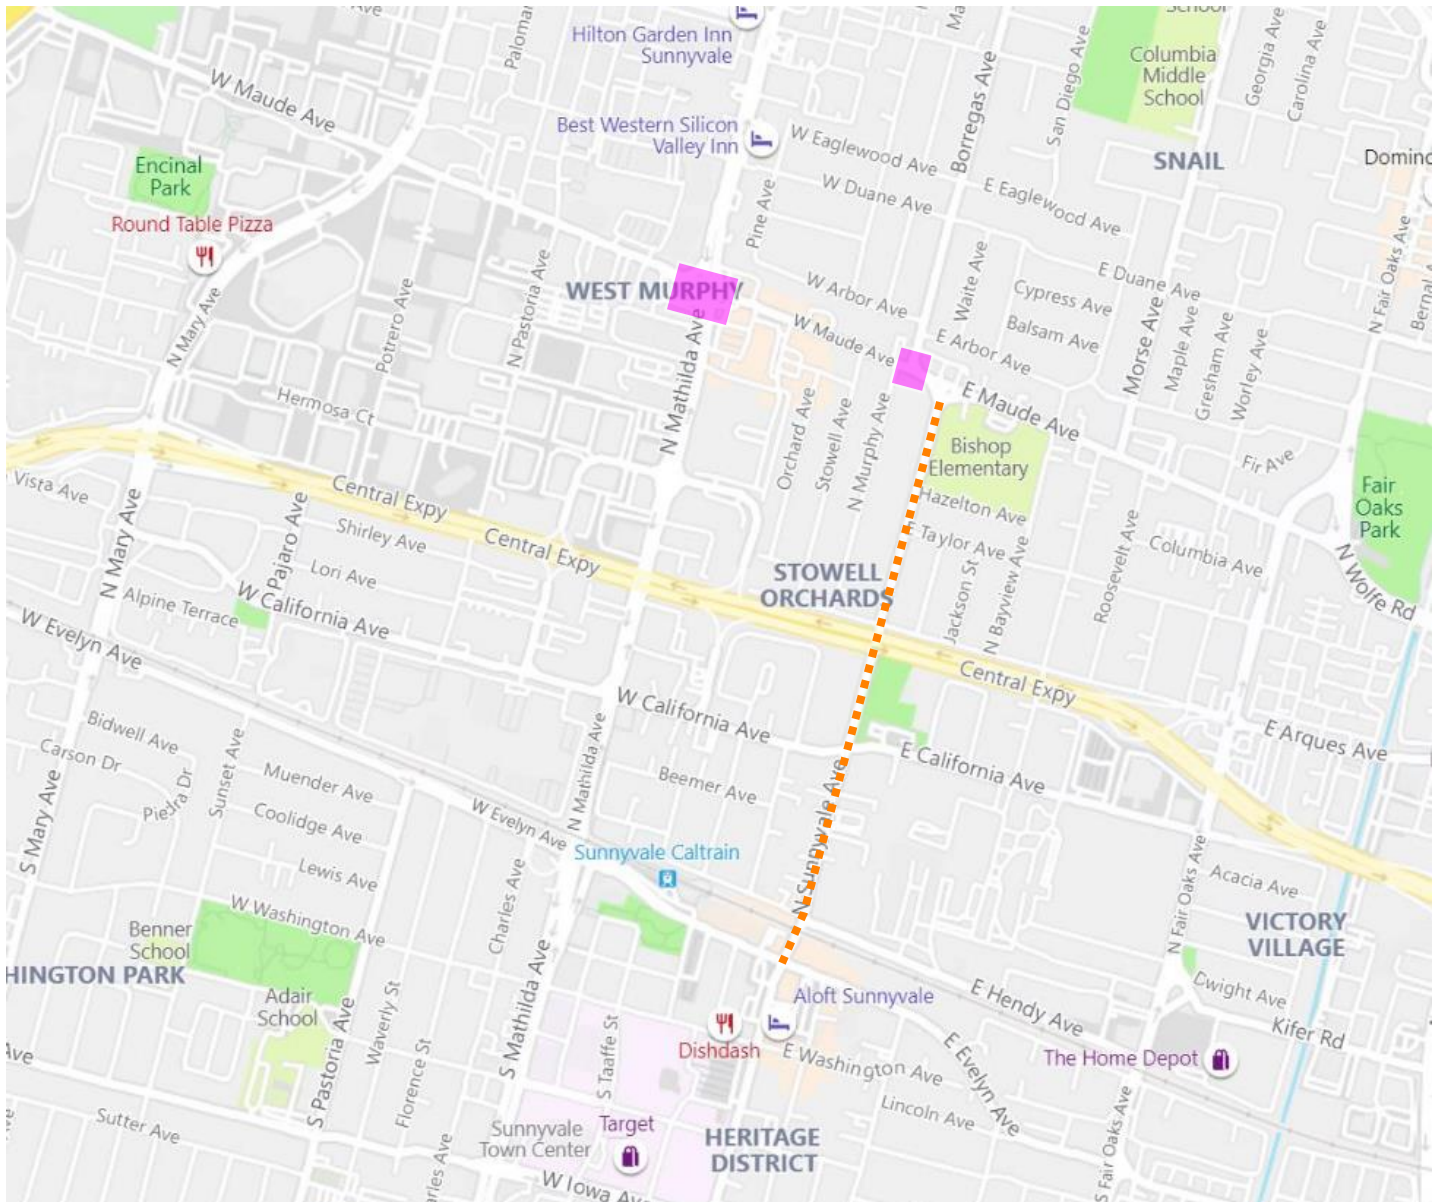 School
Hilton Garden Inn
Sunnyvale
Palomar
W Maude Ave
Borregas Ave
San Diego Ave
Columbia
Middle
School
Georgia Ave
Carolina Ave
Best Western Silicon
Valley Inn
W Eaglewood Ave
SNAIL
Encinal
Park
W Duane Ave
E Eaglewood Ave
Round Table Pizza
Pine Ave
N Pastoria Ave
Potrero Ave
N Mary Ave
WEST MURPHY
W Arbor Ave
Waite Ave
E Duane Ave
Cypress Ave
Balsam Ave
N Fair Oaks Ave
Bernal A
N Mathilda Ave
W Maude Ave
E Arbor Ave
Morse Ave
Maple Ave
Gresham Ave
Worley Ave
Hermosa Ct
E Maude Ave
Orchard Ave
Stowell Ave
N Murphy Ave
Bishop
Elementary
Fir Ave
Fair
Oaks
Park
Vista Ave
Central Expy
Hazelton Ave
N Mary Ave
Pajaro Ave
Shirley Ave
Central Expy
E Taylor Ave
Columbia Ave
N Wolfe Rd
Lori Ave
STOWELL
ORCHARDS
Jackson St
N Bayview Ave
Roosevelt Ave
Alpine Terrace
W California Ave
W Evelyn Ave
Central Expy
W California Ave
Bidwell Ave
E Arques Ave
Carson Dr
Sunset Ave
Muender Ave
N Mathilda Ave
Beemer Ave
E California Ave
Piedra Dr
S Mary Ave
Coolidge Ave
W Evelyn Ave
N Sunnyvale Ave
Lewis Ave
Sunnyvale Caltrain
Acacia Ave
W Washington Ave
Charles Ave
N Fair Oaks Ave
VICTORY
VILLAGE
Benner
School
HINGTON PARK
Adair
School
Waverly St
S Mathilda Ave
Aloft Sunnyvale
E Hendy Ave
Dwight Ave
Kifer Rd
S Pastoria Ave
Florence St
S Taaffe St
Dishdash
E Washington Ave
E Evelyn Ave
The Home Depot
Ave
Sutter Ave
Lincoln Ave
S Fair Oaks Ave
Sunnyvale
Town Center
Target
HERITAGE
DISTRICT
W Iowa Ave
arles Ave